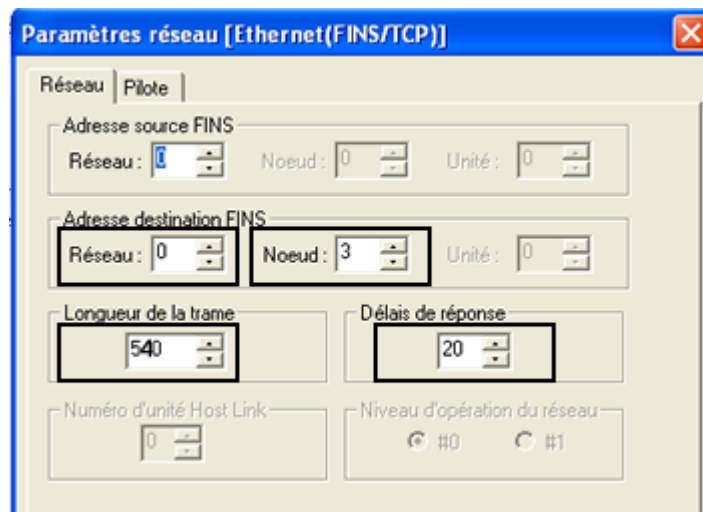 Paramètres réseau [Ethernet(FINS/TCP)]
Réseau Pilote
Adresse source FINS
Réseau : 0 Noeud : 0 Unité : 0
Adresse destination FINS
Réseau : 0 Noeud : 3 Unité : 0
Longueur de la trame Délais de réponse
540 20
Numéro d'unité Host Link Niveau d'opération du réseau
0 #0 #1